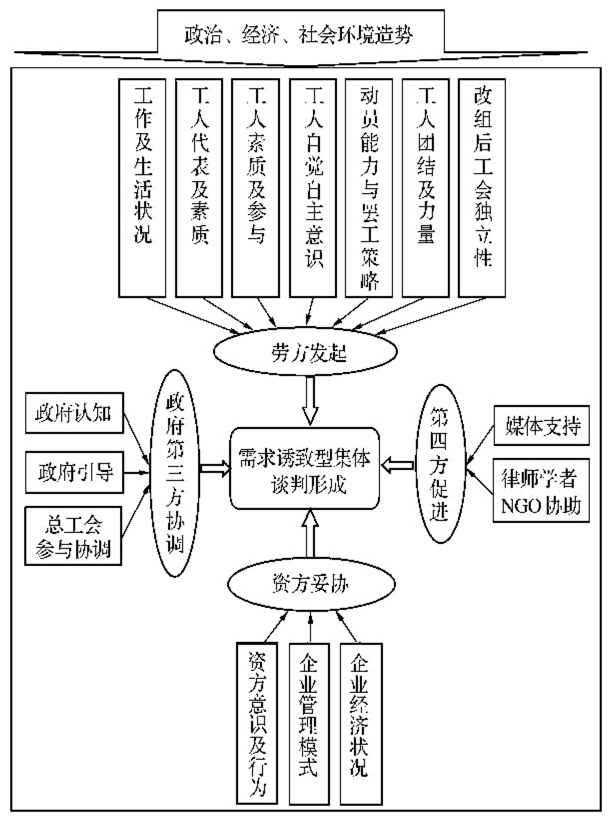 政治、经济、社会环境造势
工作及生活状况
工人代表及素质
工人素质及参与
工人自觉自主意识
动员能力与罢工策略
工人团结及力量
改组后工会独立性
劳方发起
政府认知
政府引导
总工会
参与协调
政府第三方协调
需求诱致型集体
谈判形成
第四方促进
媒体支持
律师学者
NGO协助
资方妥协
资方意识及行为
企业管理模式
企业经济状况